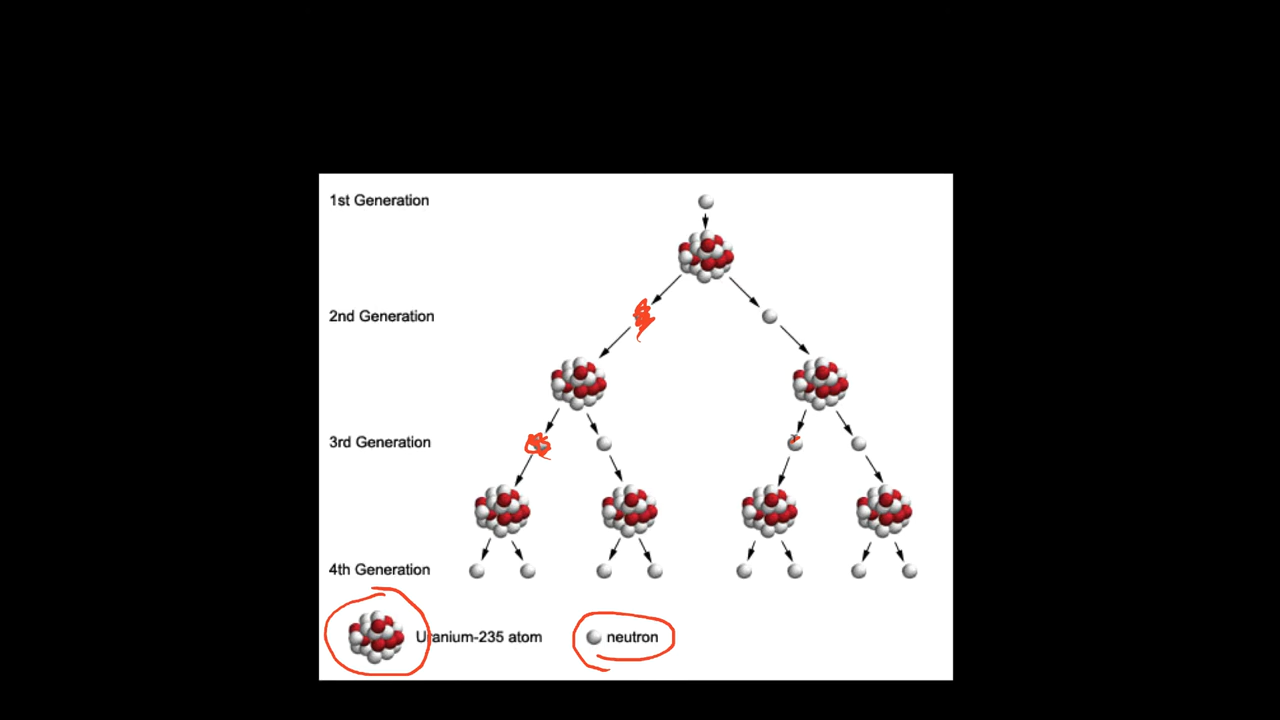 1st Generation
2nd Generation
3rd Generation
4th Generation
Uranium-235 atom neutron